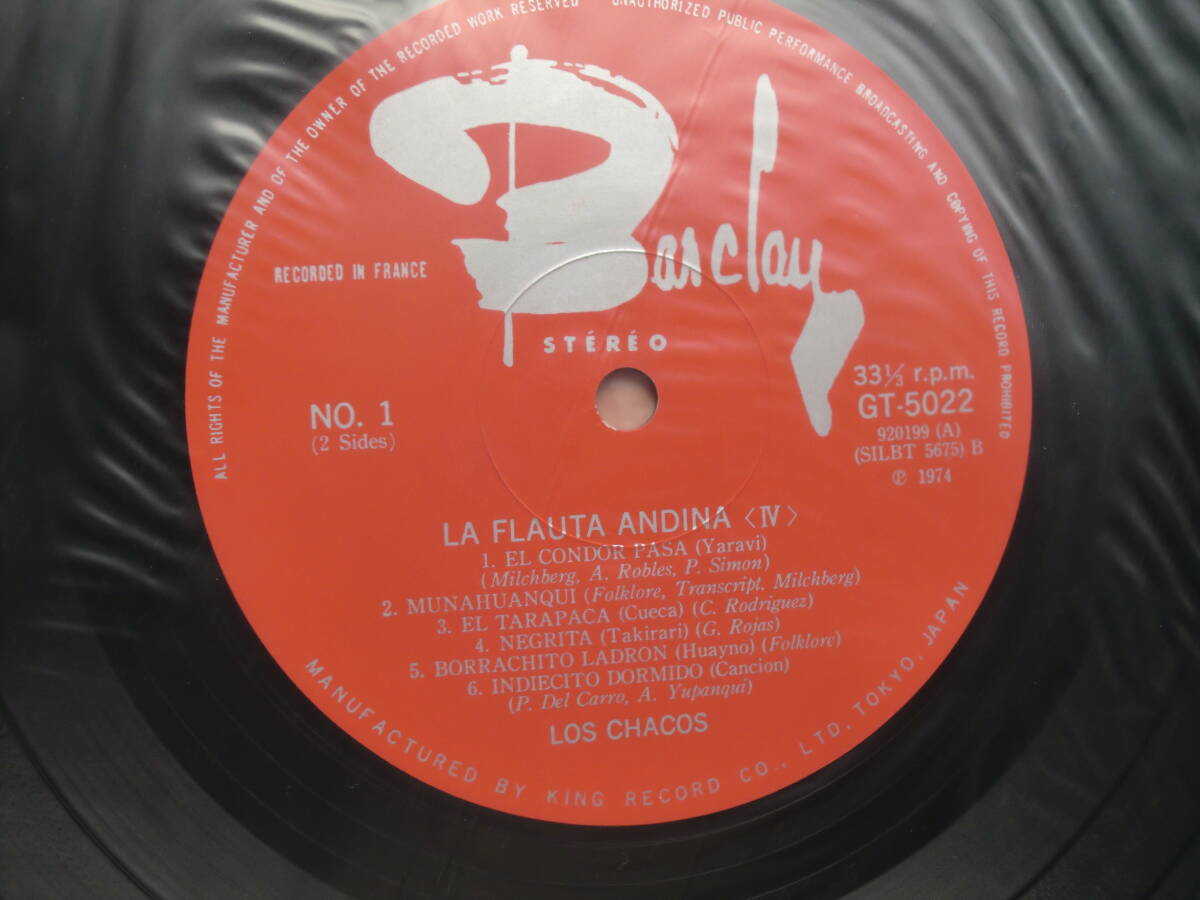 ALL RIGHTS OF THE MANUFACTURER AND OF THE OWNER OF THE RECORDED WORK RESERVED UNAUTHORIZED PUBLIC PERFORMANCE BROADCASTING AND COPYING OF THIS RECORD PROHIBITED
Barclay
RECORDED IN FRANCE
STÉRÉO
NO. 1
(2 Sides)
33⅓ r.p.m.
GT-5022
920199 (A)
(SILBT 5675) B
℗ 1974
LA FLAUTA ANDINA 〈Ⅳ〉
1. EL CONDOR PASA (Yaravi)
(Milchberg, A. Robles, P. Simon)
2. MUNAHUANQUI (Folklore, Transcript. Milchberg)
3. EL TARAPACA (Cueca) (C. Rodriguez)
4. NEGRITA (Takirari) (G. Rojas)
5. BORRACHITO LADRON (Huayno) (Folklore)
6. INDIECITO DORMIDO (Cancion)
(P. Del Carro, A. Yupanqui)
LOS CHACOS
MANUFACTURED BY KING RECORD CO., LTD, TOKYO, JAPAN